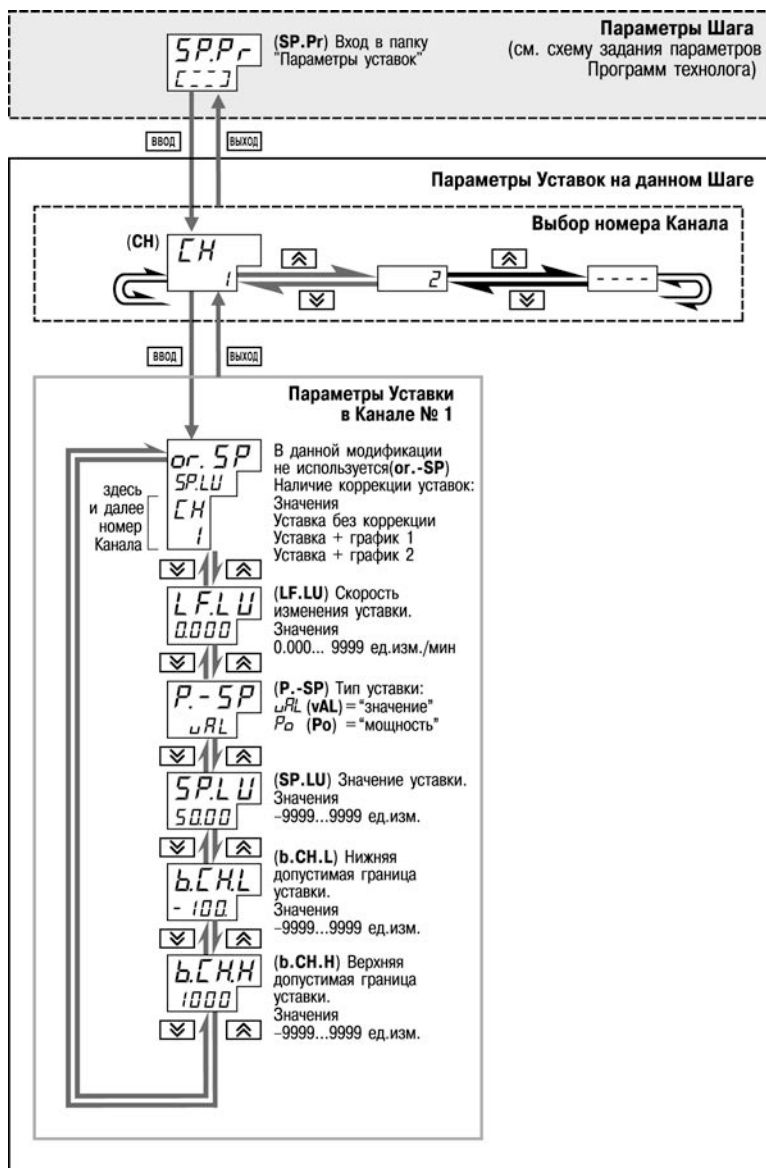 Параметры Шага
(см. схему задания параметров
Программ технолога)
SP.Pr
[---]
(SP.Pr) Вход в папку
"Параметры уставок"
ВВОД
ВЫХОД
Параметры Уставок на данном Шаге
Выбор номера Канала
(CH)
CH
1
2
----
ВВОД
ВЫХОД
Параметры Уставки
в Канале № 1
здесь
и далее
номер
Канала
or. SP
SP.LU
CH
1
В данной модификации
не используется(or.-SP)
Наличие коррекции уставок:
Значения
Уставка без коррекции
Уставка + график 1
Уставка + график 2
LF.LU
0.000
(LF.LU) Скорость
изменения уставки.
Значения
0.000... 9999 ед.изм./мин
P.-SP
vAL
(P.-SP) Тип уставки:
vAL (vAL)="значение"
Po (Po) ="мощность"
SP.LU
50.00
(SP.LU) Значение уставки.
Значения
–9999...9999 ед.изм.
b.CH.L
-100.
(b.CH.L) Нижняя
допустимая граница
уставки.
Значения
–9999...9999 ед.изм.
b.CH.H
1000
(b.CH.H) Верхняя
допустимая граница
уставки.
Значения
–9999...9999 ед.изм.